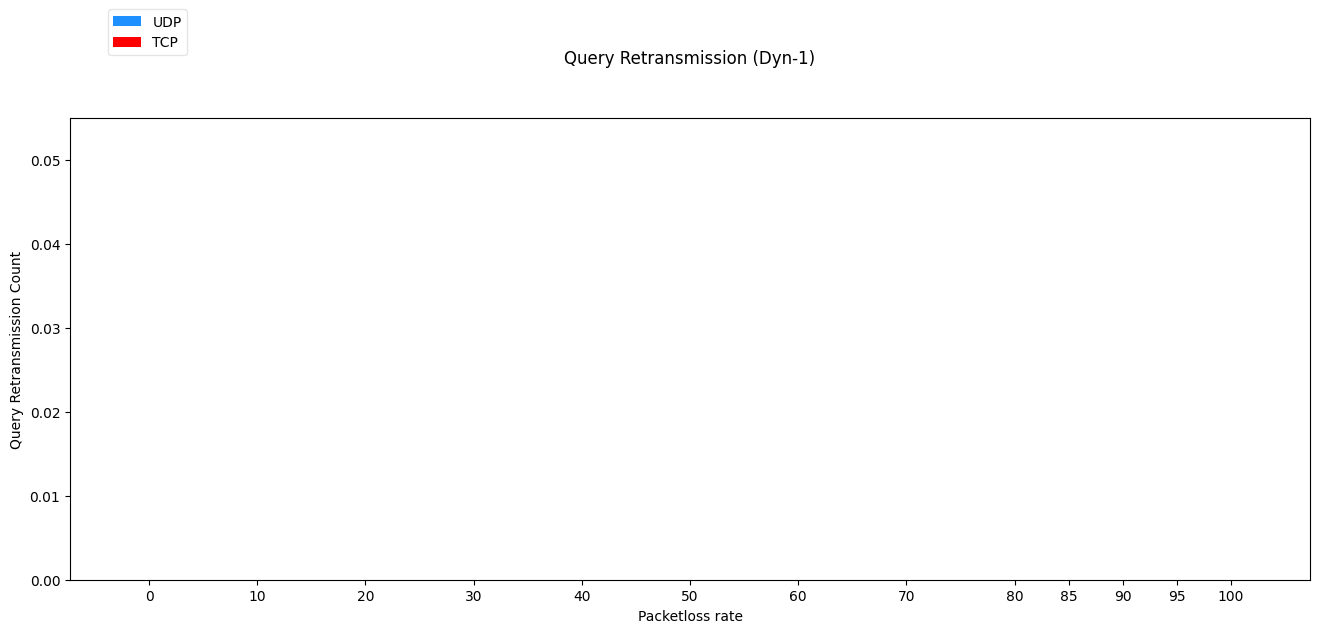 UDP
TCP
Query Retransmission (Dyn-1)
Query Retransmission Count
0.05
0.04
0.03
0.02
0.01
0.00
0 10 20 30 40 50 60 70 80 85 90 95 100
Packetloss rate